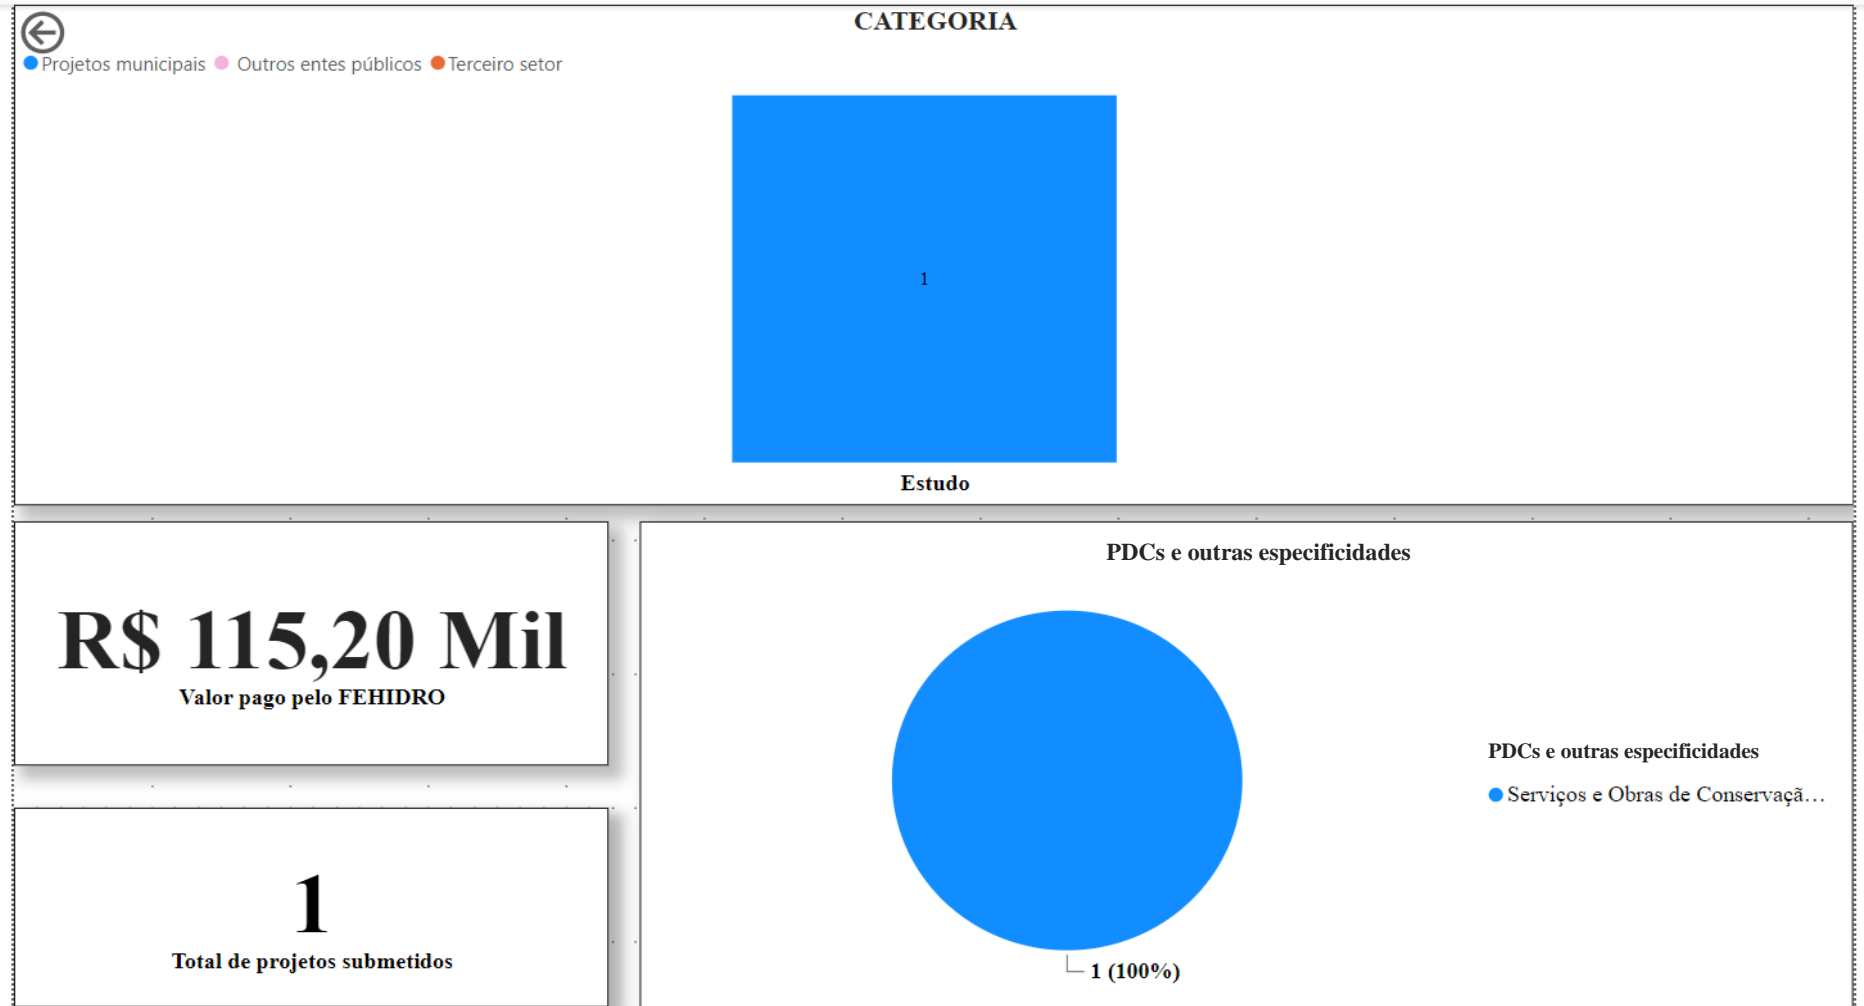 CATEGORIA
Projetos municipais Outros entes públicos Terceiro setor
1
Estudo
R$ 115,20 Mil
Valor pago pelo FEHIDRO
1
Total de projetos submetidos
PDCs e outras especificidades
1 (100%)
PDCs e outras especificidades
Serviços e Obras de Conservaçã…